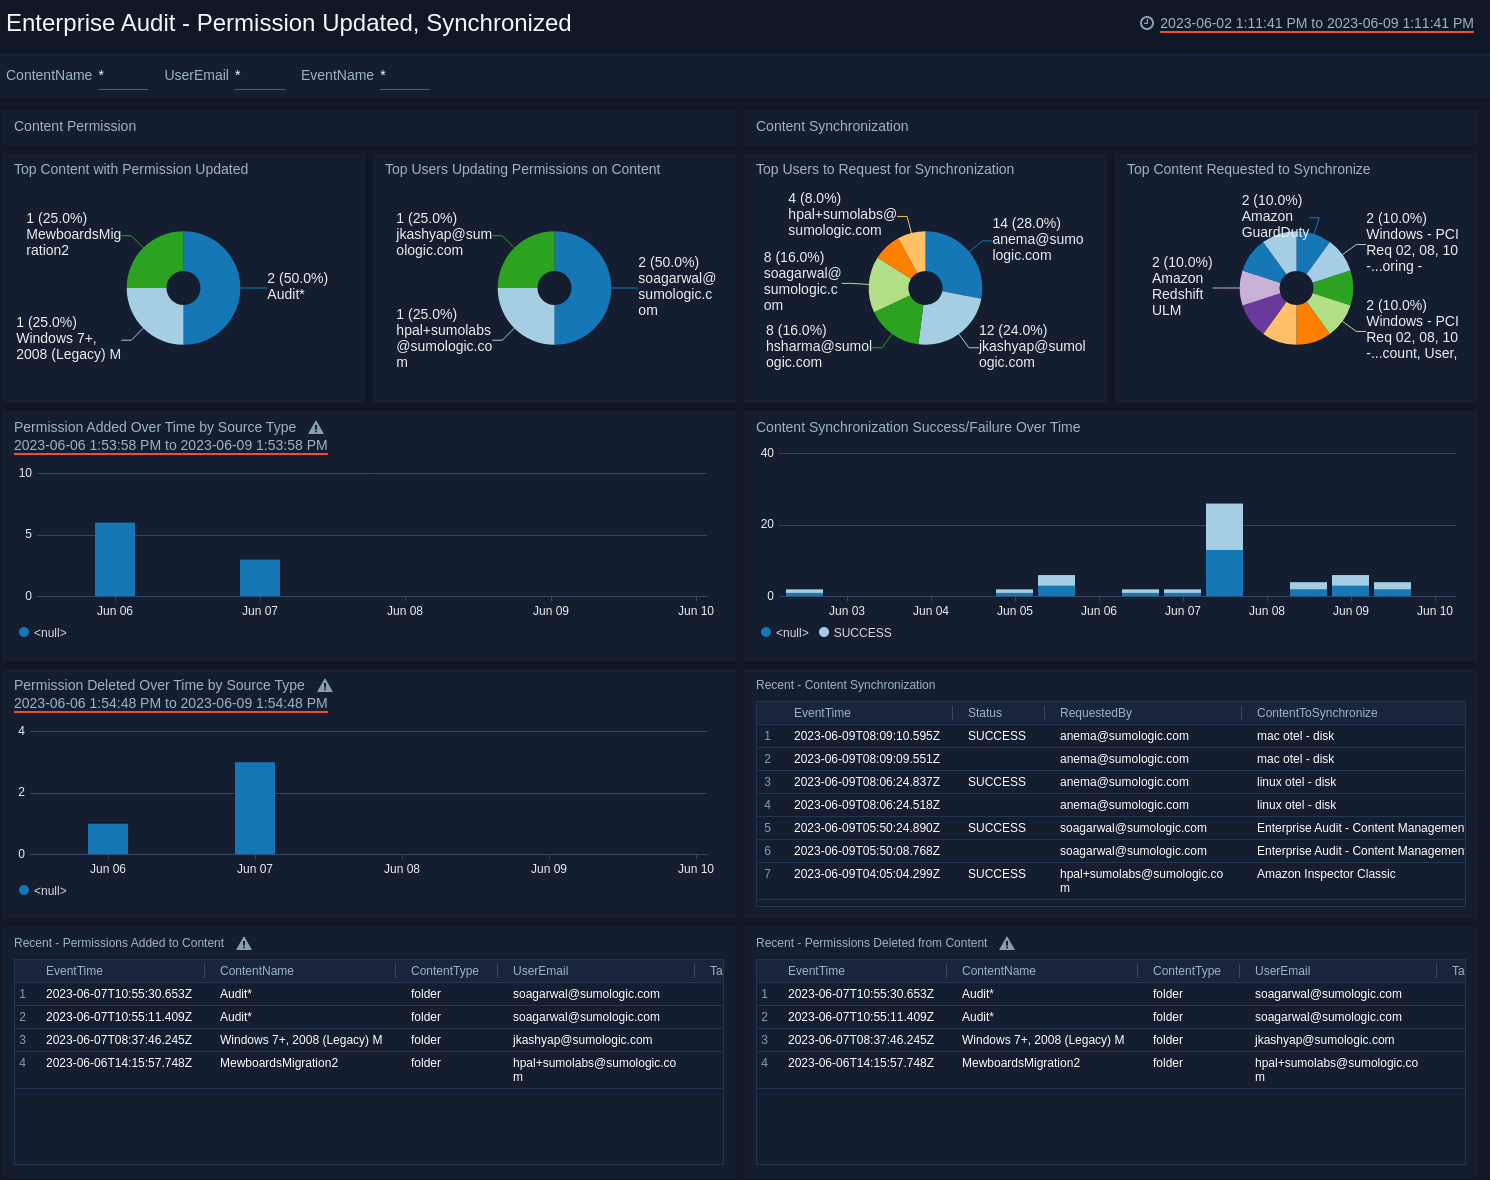 Enterprise Audit - Permission Updated, Synchronized
2023-06-02 1:11:41 PM to 2023-06-09 1:11:41 PM
ContentName * UserEmail * EventName *
Content Permission
Content Synchronization
Top Content with Permission Updated
1 (25.0%)
MewboardsMig
ration2
2 (50.0%)
Audit*
1 (25.0%)
Windows 7+,
2008 (Legacy) M
Top Users Updating Permissions on Content
1 (25.0%)
jkashyap@sum
ologic.com
2 (50.0%)
soagarwal@
sumologic.c
om
1 (25.0%)
hpal+sumolabs
@sumologic.co
m
Top Users to Request for Synchronization
4 (8.0%)
hpal+sumolabs@
sumologic.com
14 (28.0%)
anema@sumo
logic.com
8 (16.0%)
soagarwal@
sumologic.c
om
8 (16.0%)
hsharma@sumol
ogic.com
12 (24.0%)
jkashyap@sumol
ogic.com
Top Content Requested to Synchronize
2 (10.0%)
Amazon
GuardDuty
2 (10.0%)
Windows - PCI
Req 02, 08, 10
-...oring -
2 (10.0%)
Amazon
Redshift
ULM
2 (10.0%)
Windows - PCI
Req 02, 08, 10
-...count, User,
Permission Added Over Time by Source Type
2023-06-06 1:53:58 PM to 2023-06-09 1:53:58 PM
10
5
0
Jun 06 Jun 07 Jun 08 Jun 09 Jun 10
<null>
Content Synchronization Success/Failure Over Time
40
20
0
Jun 03 Jun 04 Jun 05 Jun 06 Jun 07 Jun 08 Jun 09 Jun 10
<null> SUCCESS
Permission Deleted Over Time by Source Type
2023-06-06 1:54:48 PM to 2023-06-09 1:54:48 PM
4
2
0
Jun 06 Jun 07 Jun 08 Jun 09 Jun 10
<null>
Recent - Content Synchronization
EventTime Status RequestedBy ContentToSynchronize
1 2023-06-09T08:09:10.595Z SUCCESS anema@sumologic.com mac otel - disk
2 2023-06-09T08:09:09.551Z anema@sumologic.com mac otel - disk
3 2023-06-09T08:06:24.837Z SUCCESS anema@sumologic.com linux otel - disk
4 2023-06-09T08:06:24.518Z anema@sumologic.com linux otel - disk
5 2023-06-09T05:50:24.890Z SUCCESS soagarwal@sumologic.com Enterprise Audit - Content Managemen
6 2023-06-09T05:50:08.768Z soagarwal@sumologic.com Enterprise Audit - Content Managemen
7 2023-06-09T04:05:04.299Z SUCCESS hpal+sumolabs@sumologic.co Amazon Inspector Classic
m
Recent - Permissions Added to Content
EventTime ContentName ContentType UserEmail Ta
1 2023-06-07T10:55:30.653Z Audit* folder soagarwal@sumologic.com
2 2023-06-07T10:55:11.409Z Audit* folder soagarwal@sumologic.com
3 2023-06-07T08:37:46.245Z Windows 7+, 2008 (Legacy) M folder jkashyap@sumologic.com
4 2023-06-06T14:15:57.748Z MewboardsMigration2 folder hpal+sumolabs@sumologic.co
m
Recent - Permissions Deleted from Content
EventTime ContentName ContentType UserEmail Ta
1 2023-06-07T10:55:30.653Z Audit* folder soagarwal@sumologic.com
2 2023-06-07T10:55:11.409Z Audit* folder soagarwal@sumologic.com
3 2023-06-07T08:37:46.245Z Windows 7+, 2008 (Legacy) M folder jkashyap@sumologic.com
4 2023-06-06T14:15:57.748Z MewboardsMigration2 folder hpal+sumolabs@sumologic.co
m